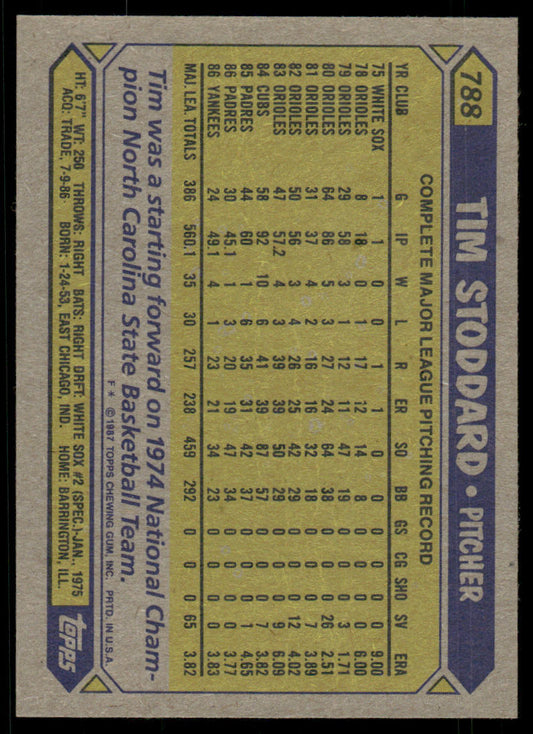 788 TIM STODDARD • PITCHER
COMPLETE MAJOR LEAGUE PITCHING RECORD
YR CLUB G IP W L R ER SO BB GS CG SHO SV ERA
75 WHITE SOX 1 1 0 0 1 1 0 0 0 0 0 0 9.00
78 ORIOLES 8 18 0 1 17 12 14 8 0 0 0 0 6.00
79 ORIOLES 29 58 3 1 12 11 47 19 0 0 0 3 1.71
80 ORIOLES 64 86 5 3 27 24 64 38 0 0 0 26 2.51
81 ORIOLES 31 37 4 2 16 16 32 18 0 0 0 7 3.89
82 ORIOLES 50 56 3 4 26 25 42 29 0 0 0 12 4.02
83 ORIOLES 47 57.2 4 3 39 39 50 29 0 0 0 9 6.09
84 CUBS 58 92 10 6 41 39 87 57 0 0 0 7 3.82
85 PADRES 44 60 1 6 35 31 42 37 0 0 0 1 4.65
86 PADRES 30 45.1 1 3 20 19 47 34 0 0 0 0 3.77
86 YANKEES 24 49.1 4 1 23 21 34 23 0 0 0 0 3.83
MAJ. LEA. TOTALS 386 560.1 35 30 257 238 459 292 0 0 0 65 3.82
Tim was a starting forward on 1974 National Cham-
pion North Carolina State Basketball Team.
F* © 1987 TOPPS CHEWING GUM, INC. PRTD. IN U.S.A.
HT: 6'7" WT: 250 THROWS: RIGHT BATS: RIGHT DRFT: WHITE SOX #2 (SPEC.)-JAN., 1975
ACQ: TRADE, 7-9-86 BORN: 1-24-53, EAST CHICAGO, IND. HOME: BARRINGTON, ILL.
TOPPS